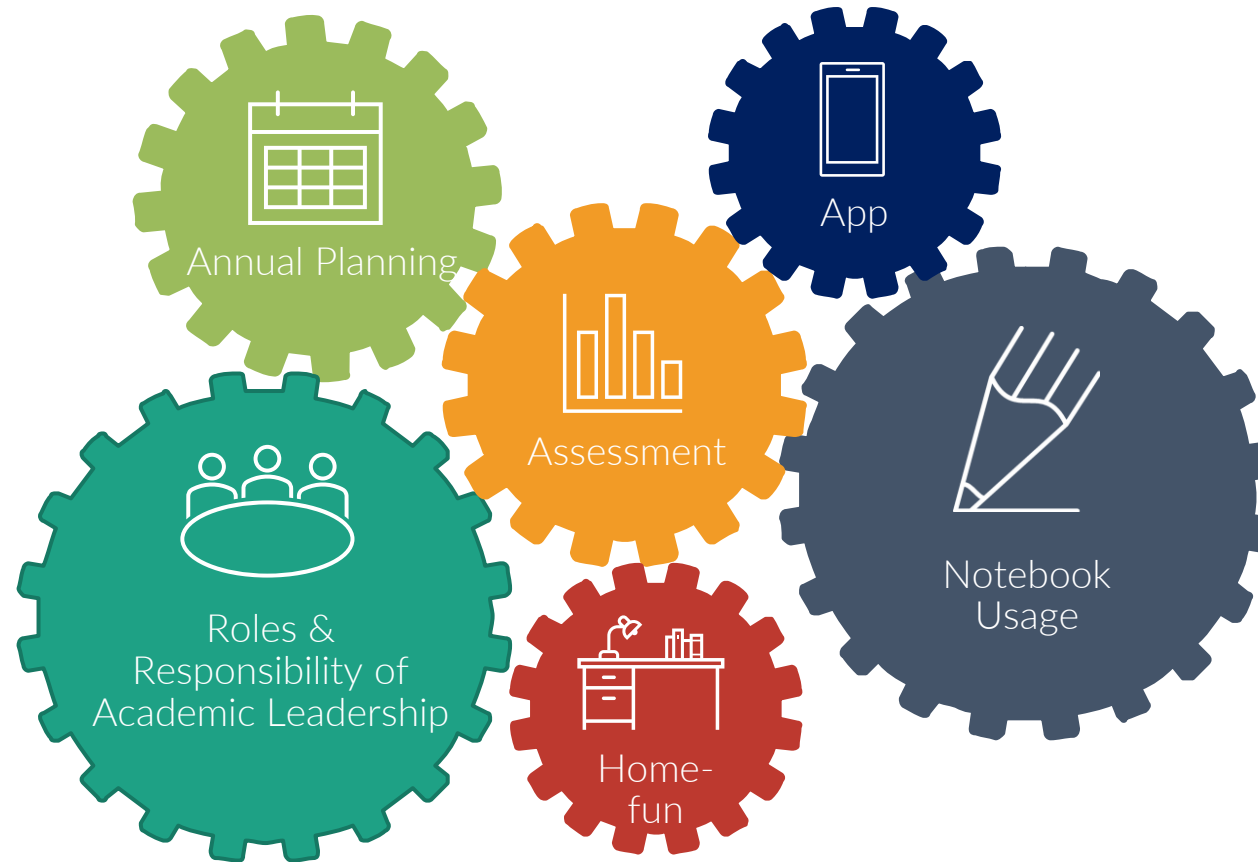 Annual Planning
App
Assessment
Notebook
Usage
Roles &
Responsibility of
Academic Leadership
Home-
fun